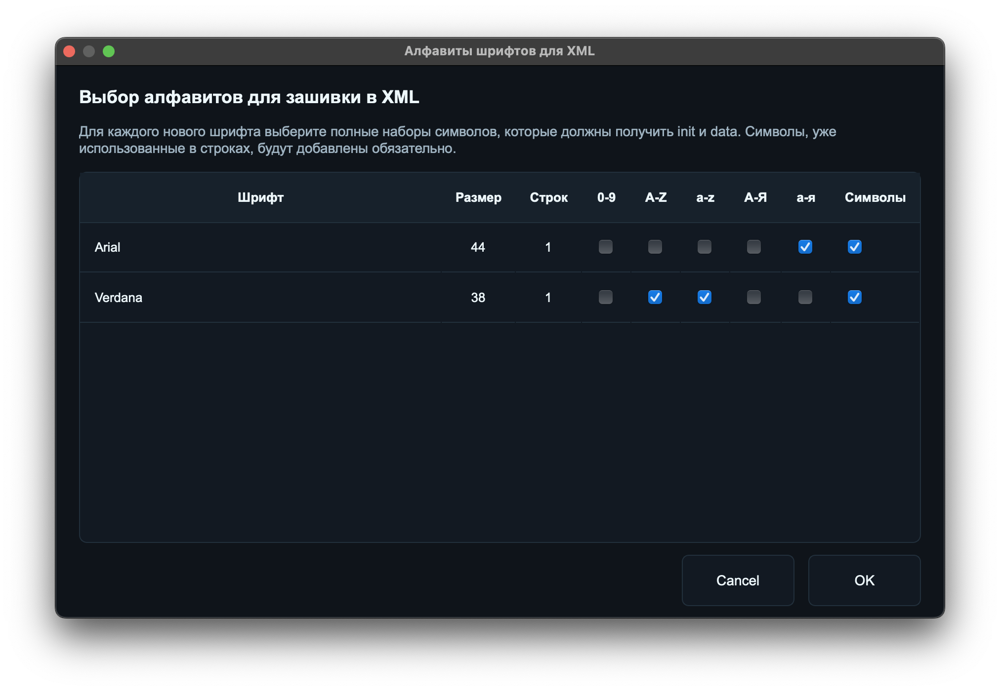 Алфавиты шрифтов для XML
Выбор алфавитов для зашивки в XML
Для каждого нового шрифта выберите полные наборы символов, которые должны получить init и data. Символы, уже
использованные в строках, будут добавлены обязательно.
Шрифт Размер Строк 0-9 A-Z a-z А-Я а-я Символы
Arial 44 1
Verdana 38 1
Cancel OK